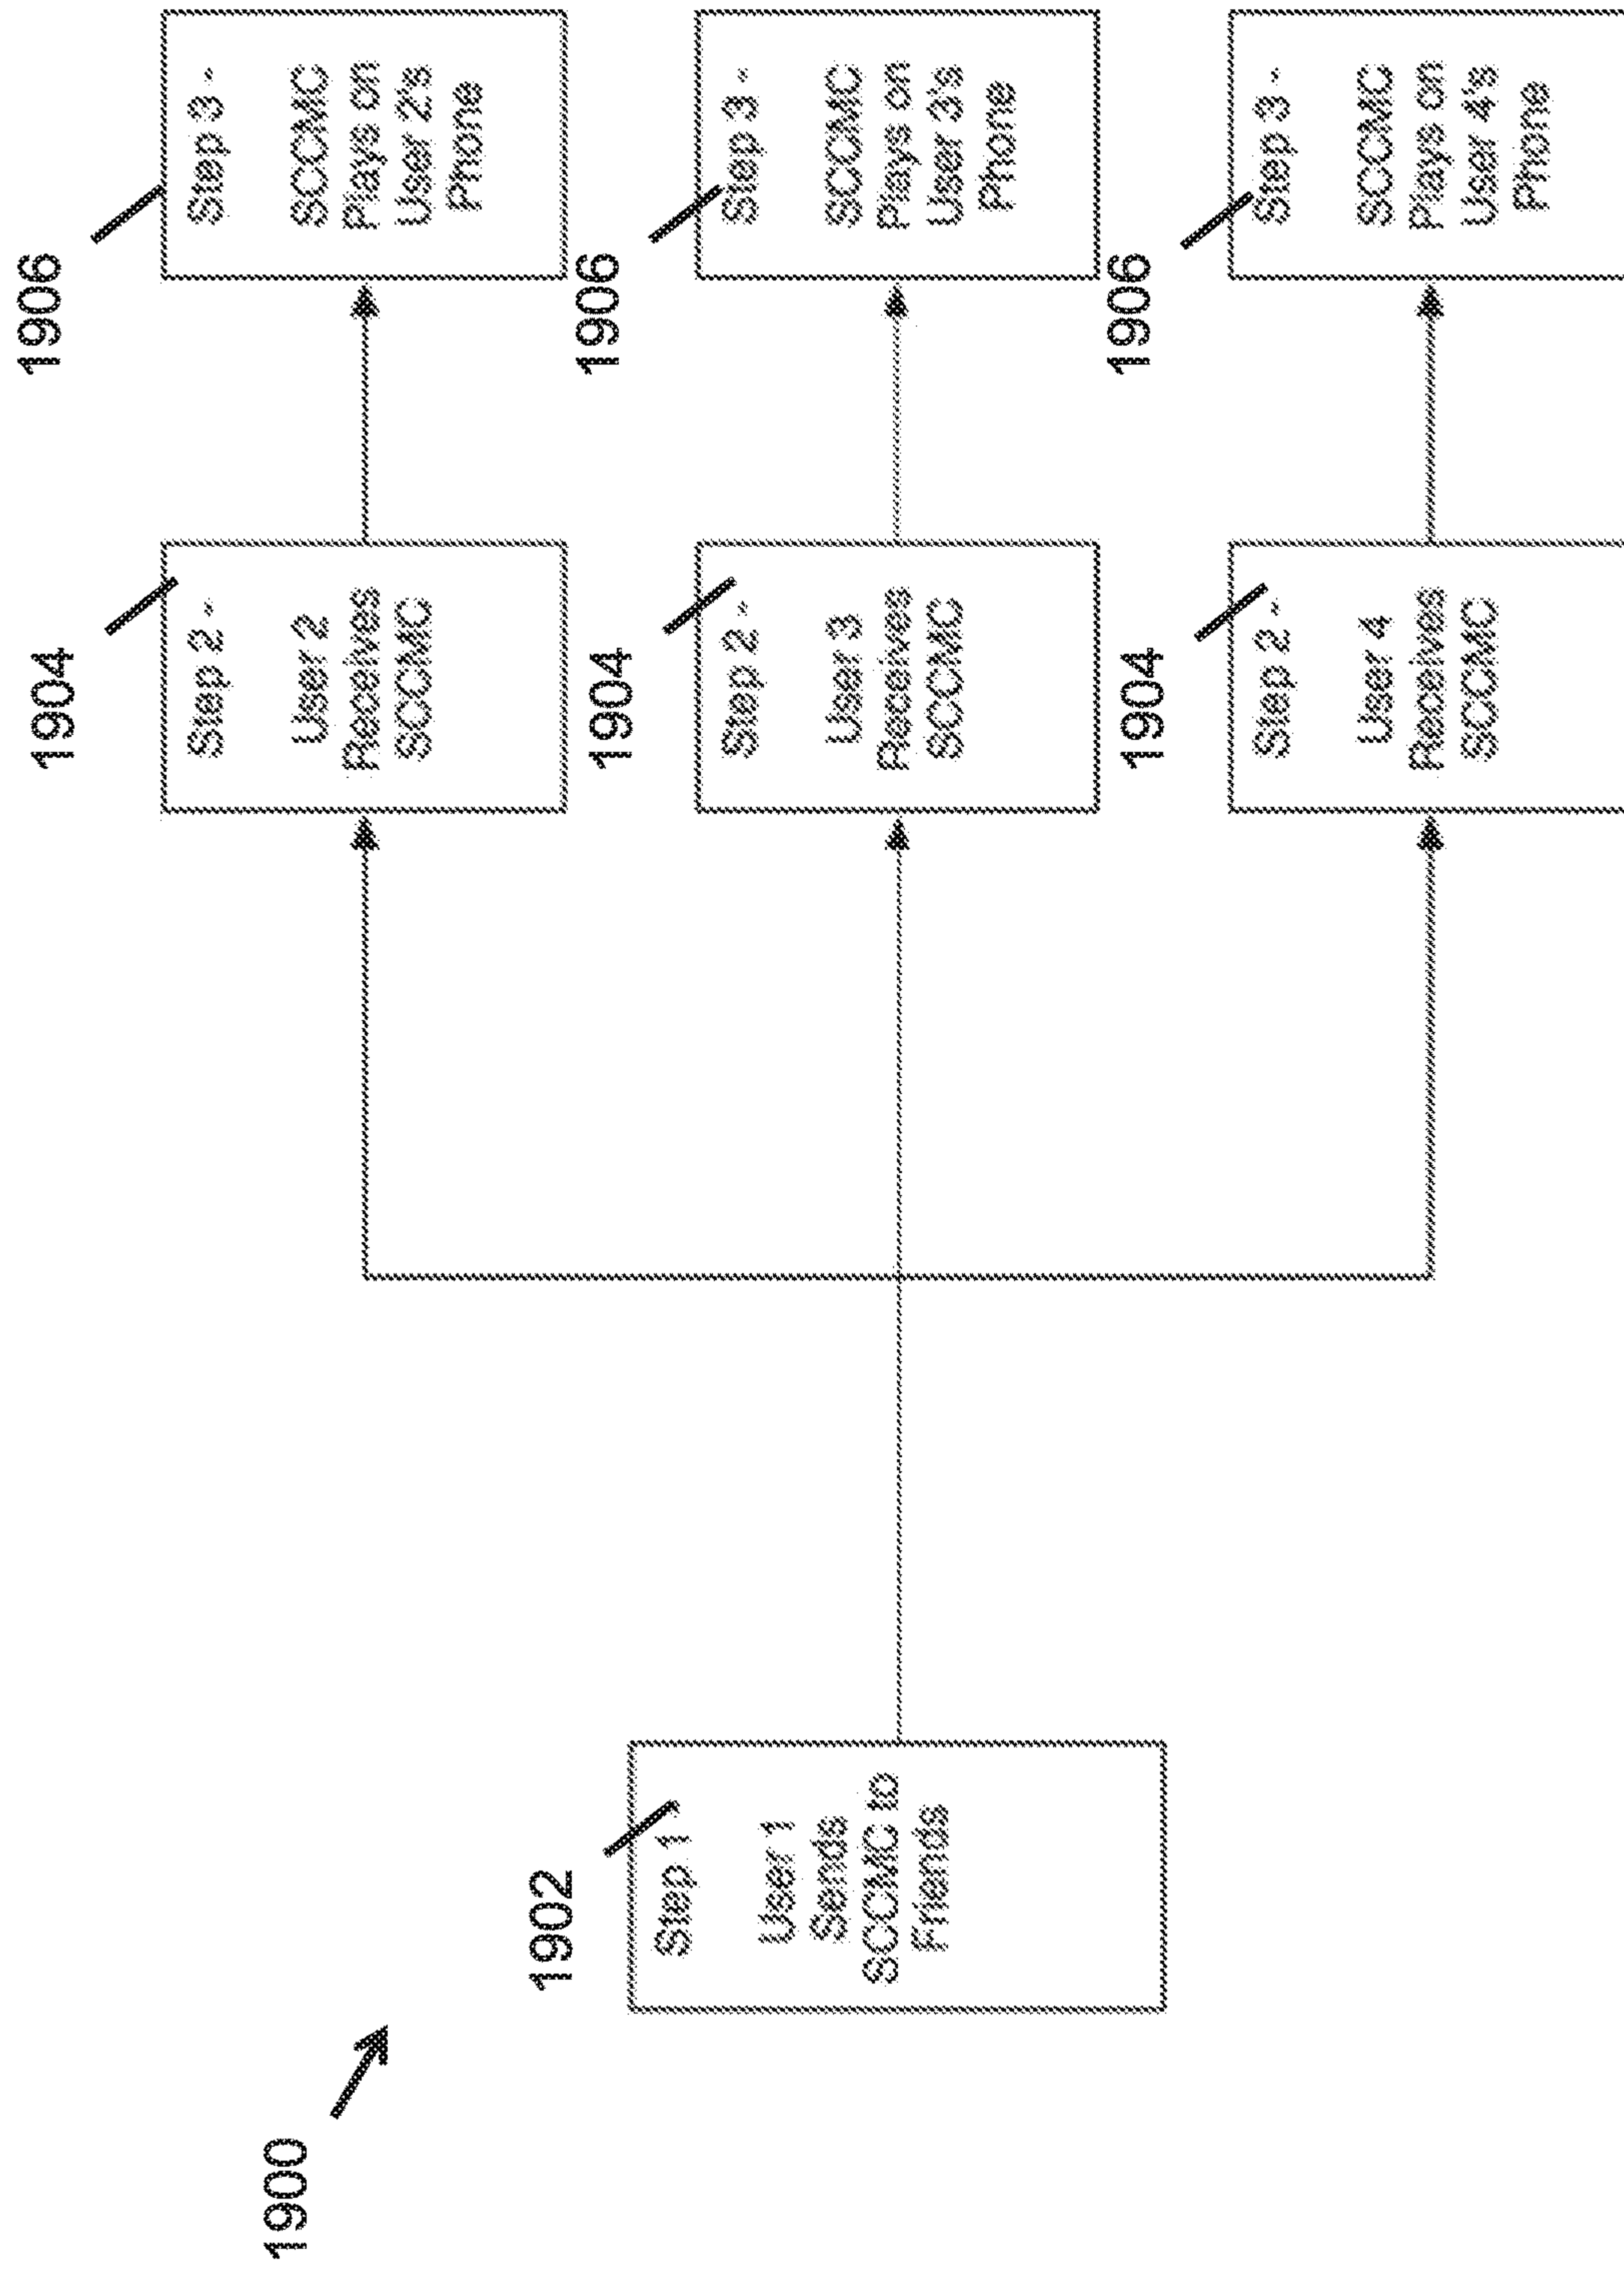 1900
1902
Step 1 -
User 1
Sends
SCCMC to
Friends
1904
Step 2 -
User 2
Receives
SCCMC
1906
Step 3 -
SCCMC
Plays on
User 2's
Phone
1904
Step 2 -
User 3
Receives
SCCMC
1906
Step 3 -
SCCMC
Plays on
User 3's
Phone
1904
Step 2 -
User 4
Receives
SCCMC
1906
Step 3 -
SCCMC
Plays on
User 4's
Phone